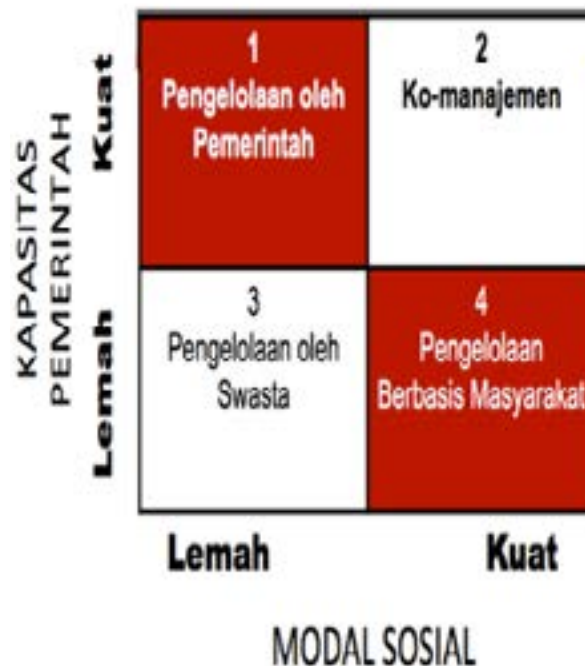 KAPASITAS
PEMERINTAH
Kuat
Lemah
1
Pengelolaan oleh
Pemerintah
2
Ko-manajemen
3
Pengelolaan oleh
Swasta
4
Pengelolaan
Berbasis Masyarakat
Lemah
Kuat
MODAL SOSIAL